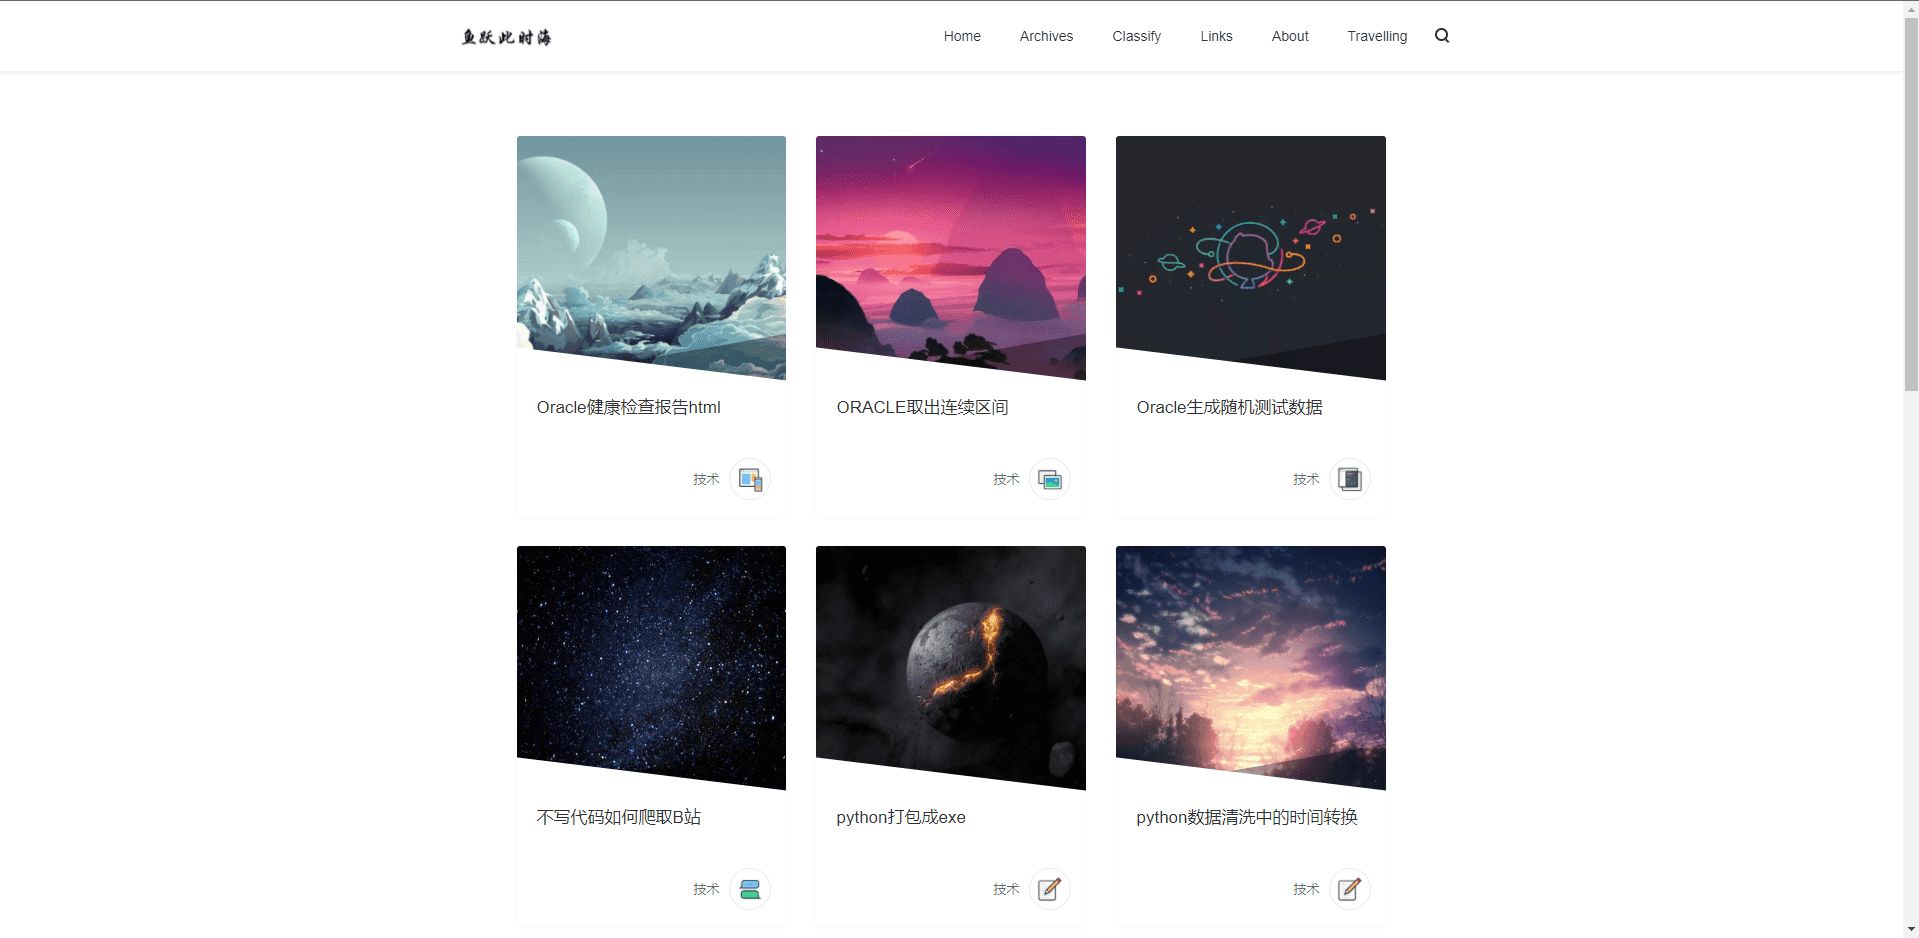 鱼跃此时海
Home Archives Classify Links About Travelling
Oracle健康检查报告html
ORACLE取出连续区间
Oracle生成随机测试数据
技术
技术
技术
不写代码如何爬取B站
python打包成exe
python数据清洗中的时间转换
技术
技术
技术